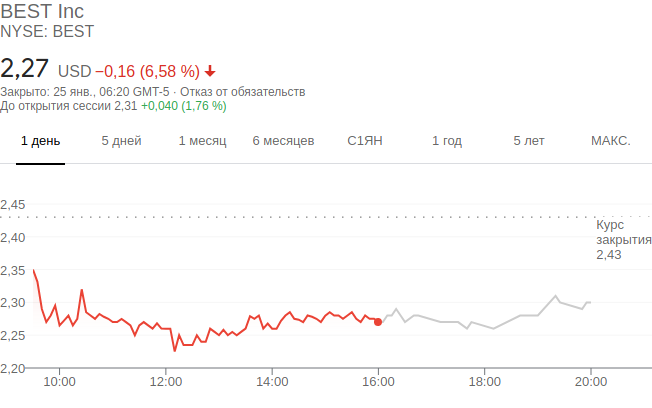 BEST Inc
NYSE: BEST
2,27 USD −0,16 (6,58 %)
Закрыто: 25 янв., 06:20 GMT-5 · Отказ от обязательств
До открытия сессии 2,31 +0,040 (1,76 %)
1 день 5 дней 1 месяц 6 месяцев С1ЯН 1 год 5 лет МАКС.
2,45
Курс
закрытия
2,43
2,40
2,35
2,30
2,25
2,20
10:00 12:00 14:00 16:00 18:00 20:00